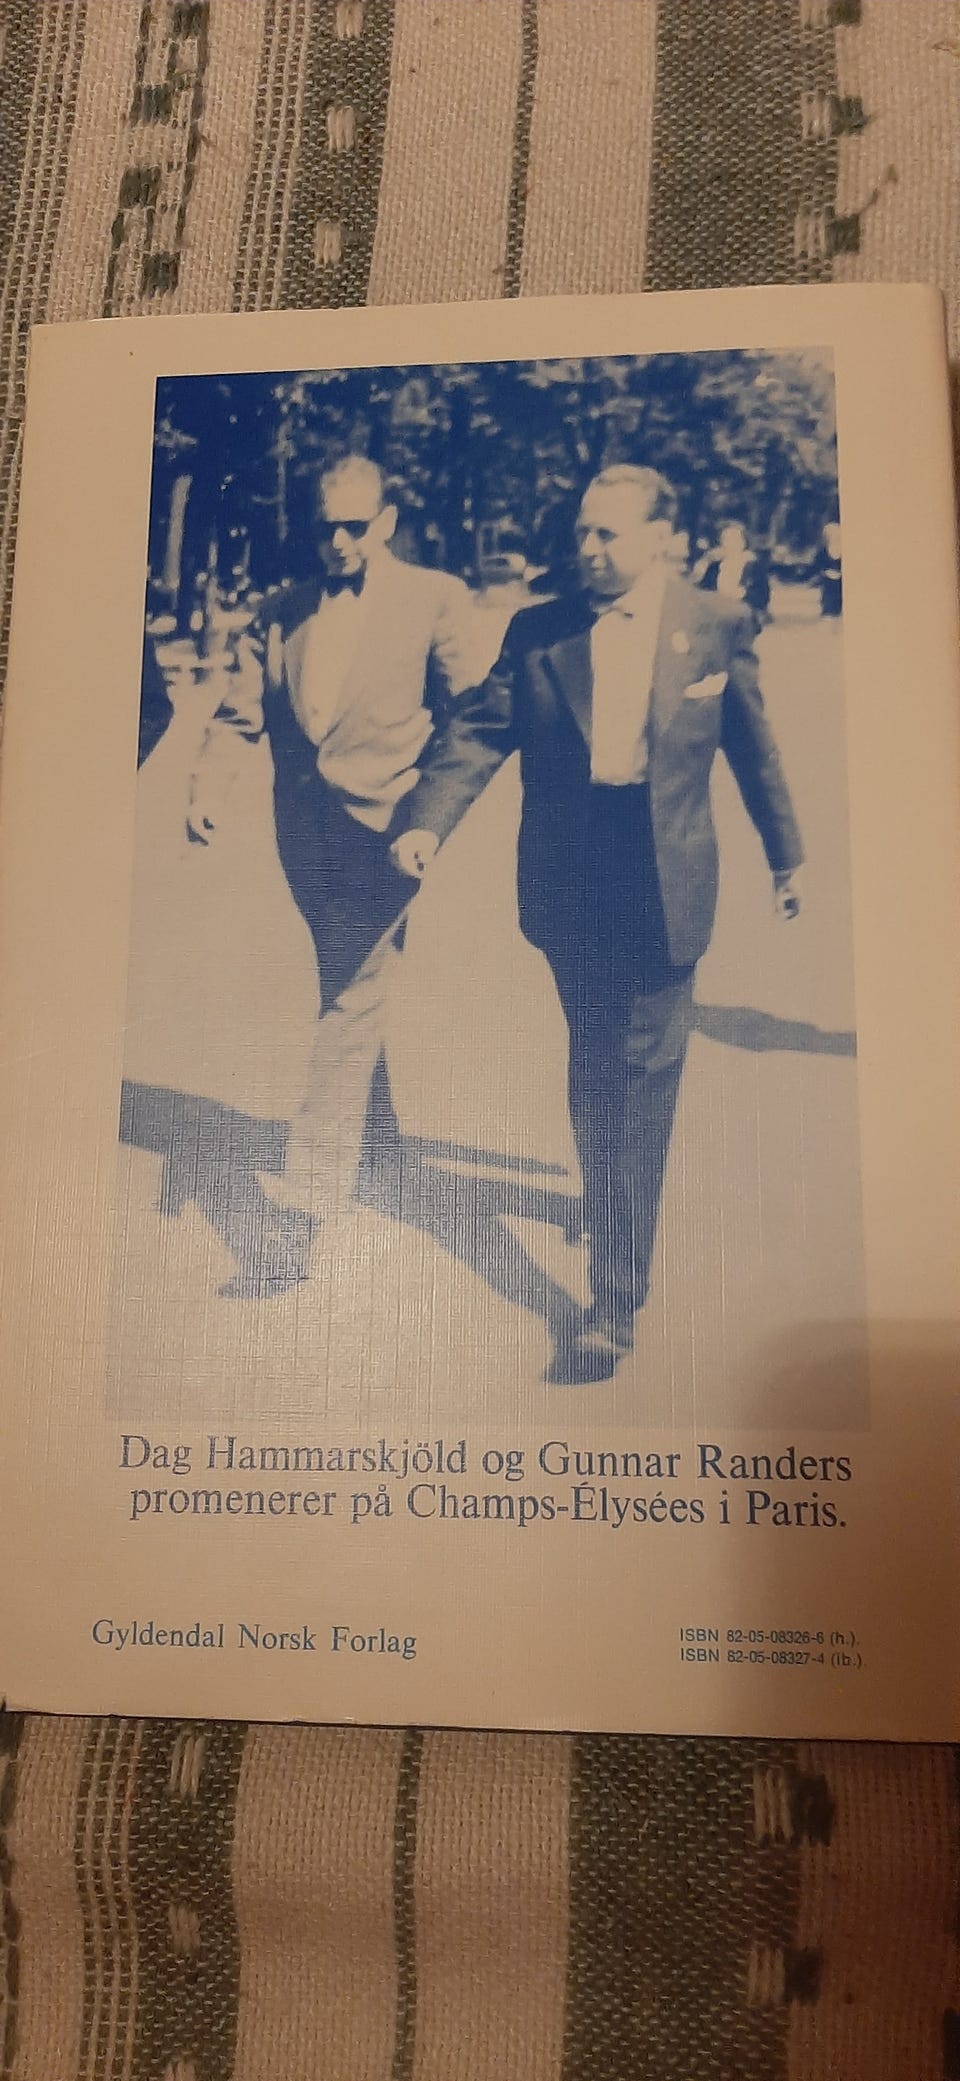 Dag Hammarskjöld og Gunnar Randers
promenerer på Champs-Élysées i Paris.
Gyldendal Norsk Forlag
ISBN 82-05-08326-6 (h.).
ISBN 82-05-08327-4 (ib.).